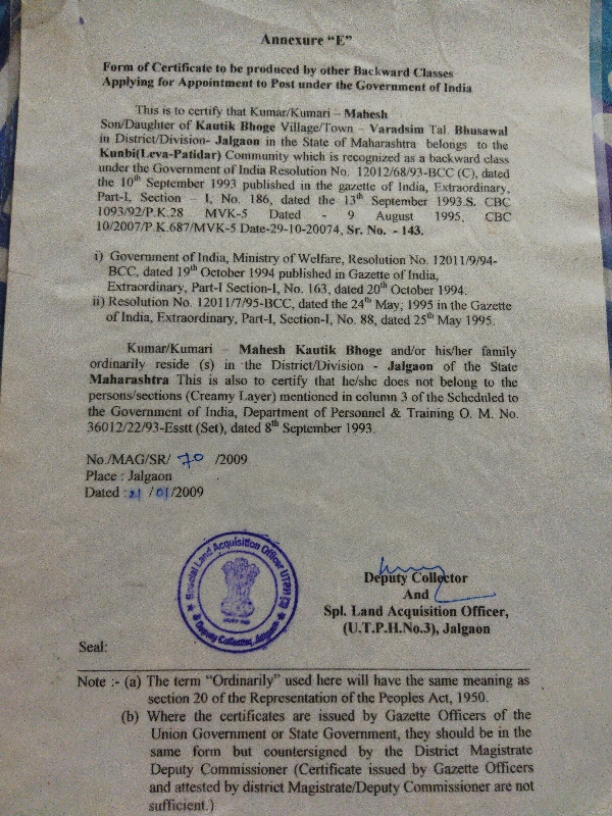 Annexure "E"
Form of Certificate to be produced by other Backward Classes
Applying for Appointment to Post under the Government of India
This is to certify that Kumar/Kumari – Mahesh
Son/Daughter of Kautik Bhoge Village/Town – Varadsim Tal. Bhusawal
in District/Division- Jalgaon in the State of Maharashtra belongs to the
Kunbi(Leva-Patidar) Community which is recognized as a backward class
under the Government of India Resolution No. 12012/68/93-BCC (C), dated
the 10th September 1993 published in the gazette of India, Extraordinary,
Part-I, Section – I, No. 186, dated the 13th September 1993.S. CBC
1093/92/P.K.28 MVK-5 Dated - 9 August 1995, CBC
10/2007/P.K.687/MVK-5 Date-29-10-20074, Sr. No. - 143.
i) Government of India, Ministry of Welfare, Resolution No. 12011/9/94-
BCC, dated 19th October 1994 published in Gazette of India,
Extraordinary, Part-I Section-I, No. 163, dated 20th October 1994.
ii) Resolution No. 12011/7/95-BCC, dated the 24th May, 1995 in the Gazette
of India, Extraordinary, Part-I, Section-I, No. 88, dated 25th May 1995.
Kumar/Kumari – Mahesh Kautik Bhoge and/or his/her family
ordinarily reside (s) in the District/Division - Jalgaon of the State
Maharashtra This is also to certify that he/she does not belong to the
persons/sections (Creamy Layer) mentioned in column 3 of the Scheduled to
the Government of India, Department of Personnel & Training O. M. No.
36012/22/93-Esstt (Set), dated 8th September 1993.
No./MAG/SR/ 70 /2009
Place : Jalgaon
Dated : 21 / 01/2009
Special Land Acquisition Officer
& Deputy Collector, Jalgaon
Deputy Collector
And
Spl. Land Acquisition Officer,
(U.T.P.H.No.3), Jalgaon
Seal:
Note :- (a) The term "Ordinarily" used here will have the same meaning as
section 20 of the Representation of the Peoples Act, 1950.
(b) Where the certificates are issued by Gazette Officers of the
Union Government or State Government, they should be in the
same form but countersigned by the District Magistrate
Deputy Commissioner (Certificate issued by Gazette Officers
and attested by district Magistrate/Deputy Commissioner are not
sufficient.)